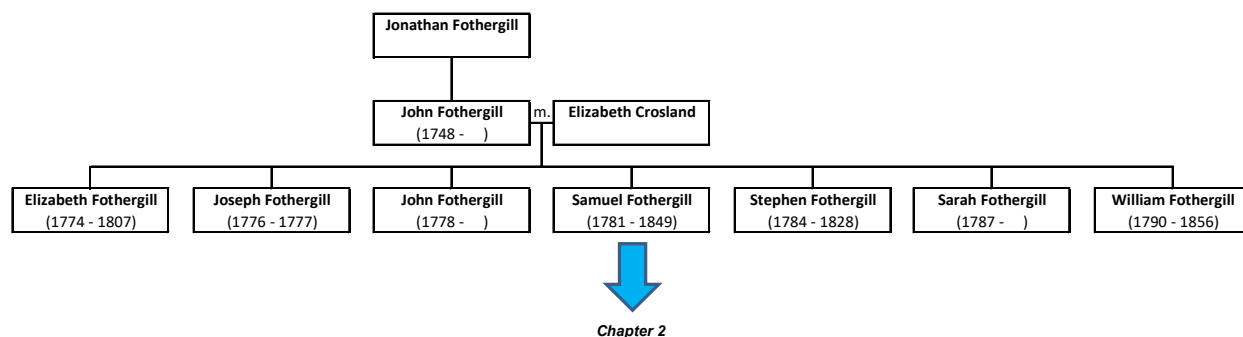 Jonathan Fothergill
John Fothergill
(1748 -    )
m.
Elizabeth Crosland
Elizabeth Fothergill
(1774 - 1807)
Joseph Fothergill
(1776 - 1777)
John Fothergill
(1778 -    )
Samuel Fothergill
(1781 - 1849)
Stephen Fothergill
(1784 - 1828)
Sarah Fothergill
(1787 -    )
William Fothergill
(1790 - 1856)
Chapter 2